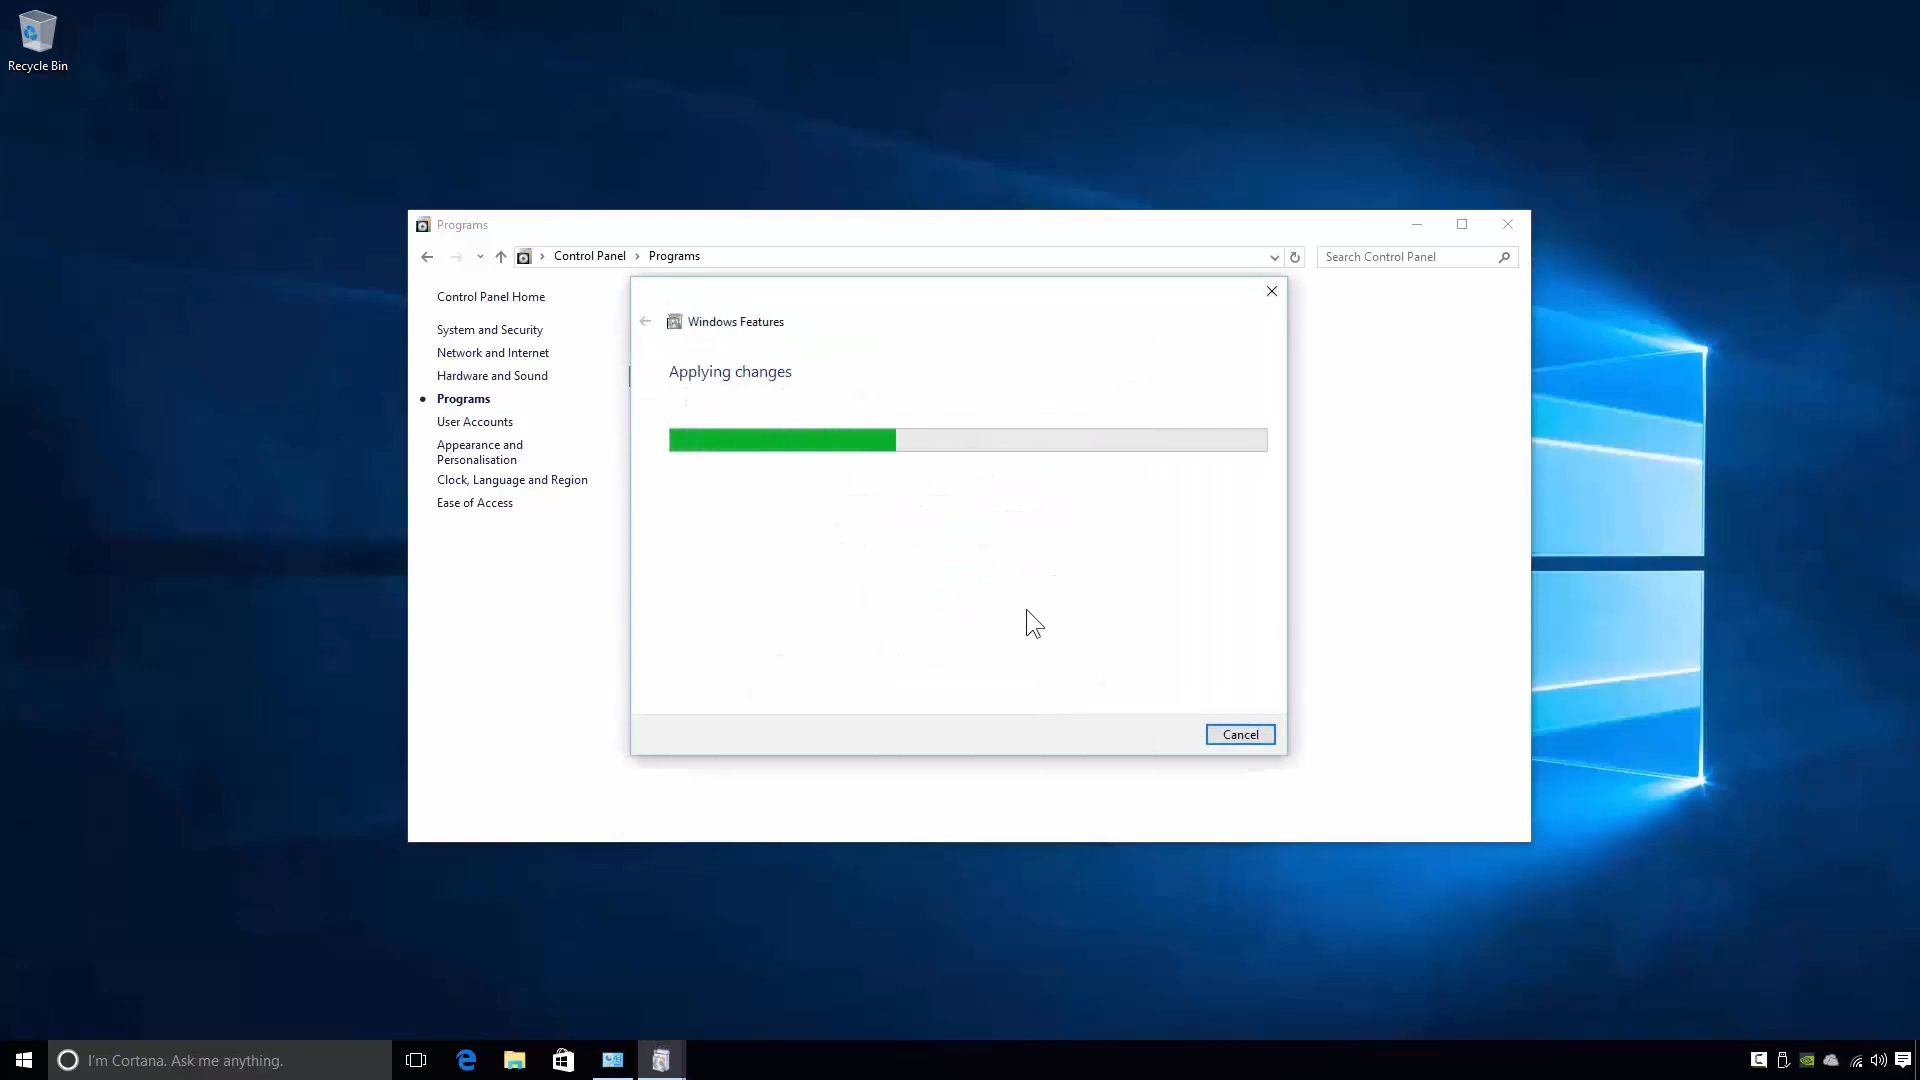 Recycle Bin
Programs
Control Panel > Programs
Search Control Panel
Control Panel Home
System and Security
Network and Internet
Hardware and Sound
Programs
User Accounts
Appearance and
Personalisation
Clock, Language and Region
Ease of Access
Windows Features
Applying changes
Cancel
I'm Cortana. Ask me anything.